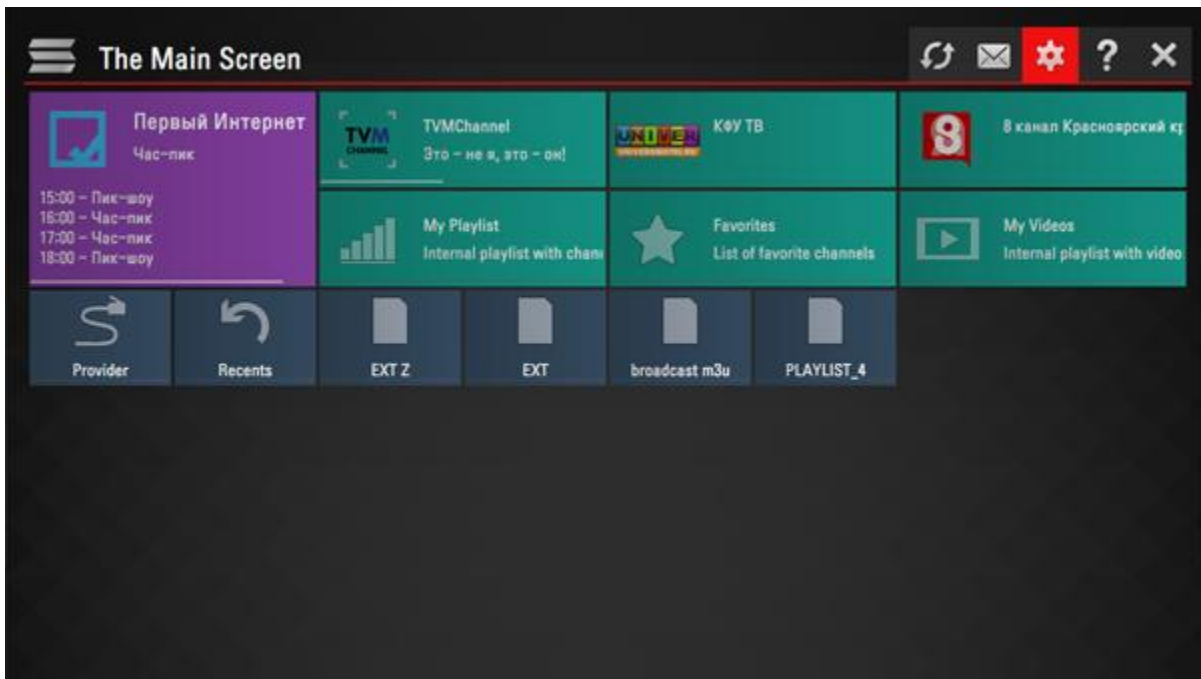 The Main Screen
?
Первый Интернет
Час-пик
15:00 – Пик-шоу
16:00 – Час-пик
17:00 – Час-пик
18:00 – Пик-шоу
TVM
CHANNEL
TVMChannel
Это – не я, это – он!
UNIVER
КФУ ТВ
8
8 канал Красноярский кр
My Playlist
Internal playlist with chann
Favorites
List of favorite channels
My Videos
Internal playlist with video
Provider
Recents
EXT Z
EXT
broadcast m3u
PLAYLIST_4